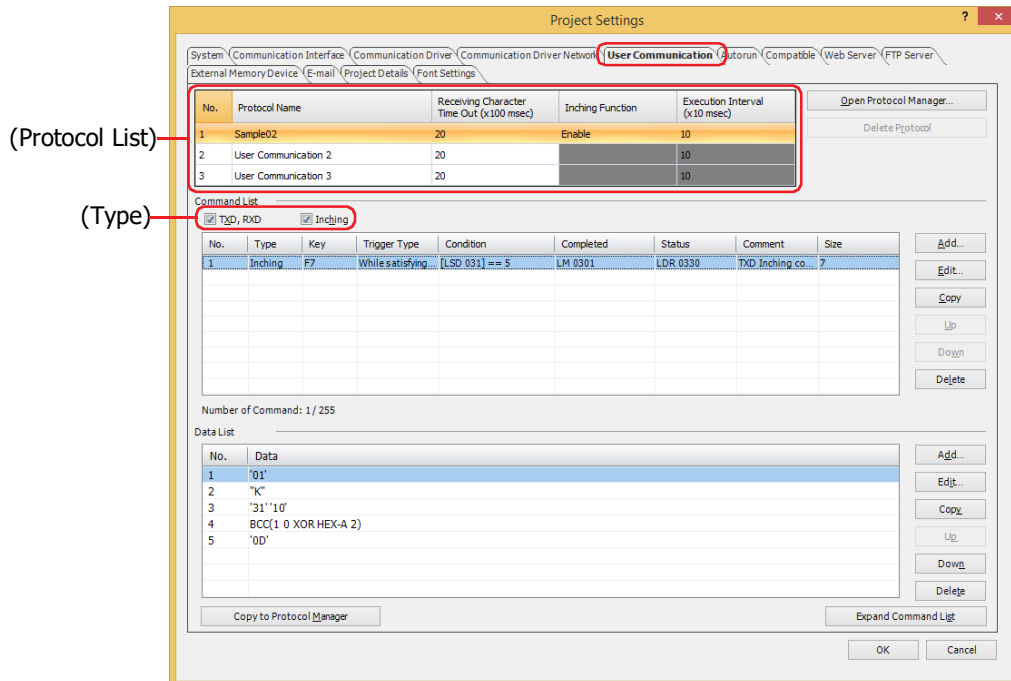 Project Settings
?
×
System Communication Interface Communication Driver Communication Driver Network User Communication Autorun Compatible Web Server FTP Server
External Memory Device E-mail Project Details Font Settings
(Protocol List)
No. Protocol Name Receiving Character Time Out (x100 msec) Inching Function Execution Interval (x10 msec)
1 Sample02 20 Enable 10
2 User Communication 2 20 10
3 User Communication 3 20 10
Open Protocol Manager...
Delete Protocol
Command List
(Type)
TXD, RXD Inching
No. Type Key Trigger Type Condition Completed Status Comment Size
1 Inching F7 While satisfying... [LSD 031] == 5 LM 0301 LDR 0330 TXD Inching co... 7
Add...
Edit...
Copy
Up
Down
Delete
Number of Command: 1 / 255
Data List
No. Data
1 '01'
2 "K"
3 '31' '10'
4 BCC(1 0 XOR HEX-A 2)
5 '0D'
Add...
Edit...
Copy
Up
Down
Delete
Copy to Protocol Manager
Expand Command List
OK
Cancel